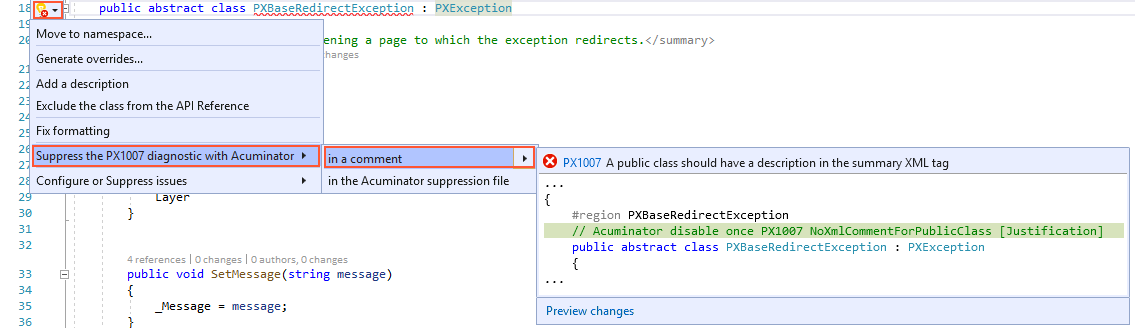 18 public abstract class PXBaseRedirectException : PXException
19
Move to namespace...
20 ening a page to which the exception redirects.</summary>
changes
Generate overrides...
21
22
Add a description
23
Exclude the class from the API Reference
24
25
Fix formatting
26
Suppress the PX1007 diagnostic with Acuminator
27
in a comment
Configure or Suppress issues
28
in the Acuminator suppression file
PX1007 A public class should have a description in the summary XML tag
...
{
#region PXBaseRedirectException
// Acuminator disable once PX1007 NoXmlCommentForPublicClass [Justification]
public abstract class PXBaseRedirectException : PXException
{
...
Preview changes
29 Layer
30 }
31
32
4 references | 0 changes | 0 authors, 0 changes
33 public void SetMessage(string message)
34 {
35 _Message = message;
36 }